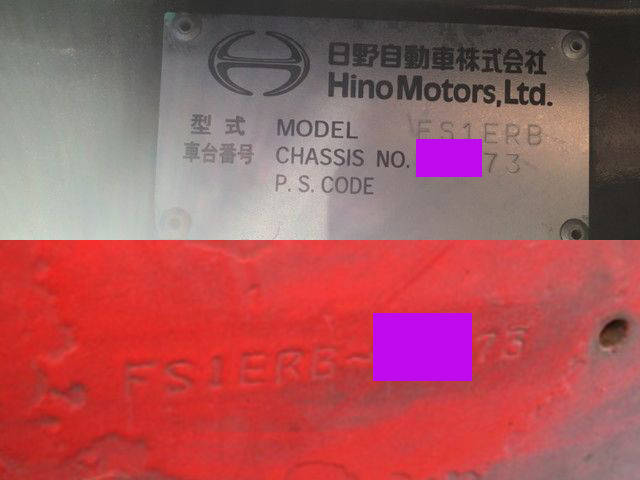 日野自動車株式会社
Hino Motors, Ltd.
型式 MODEL FS1ERB
車台番号 CHASSIS NO. 73
P. S. CODE
FS1ERB- 73